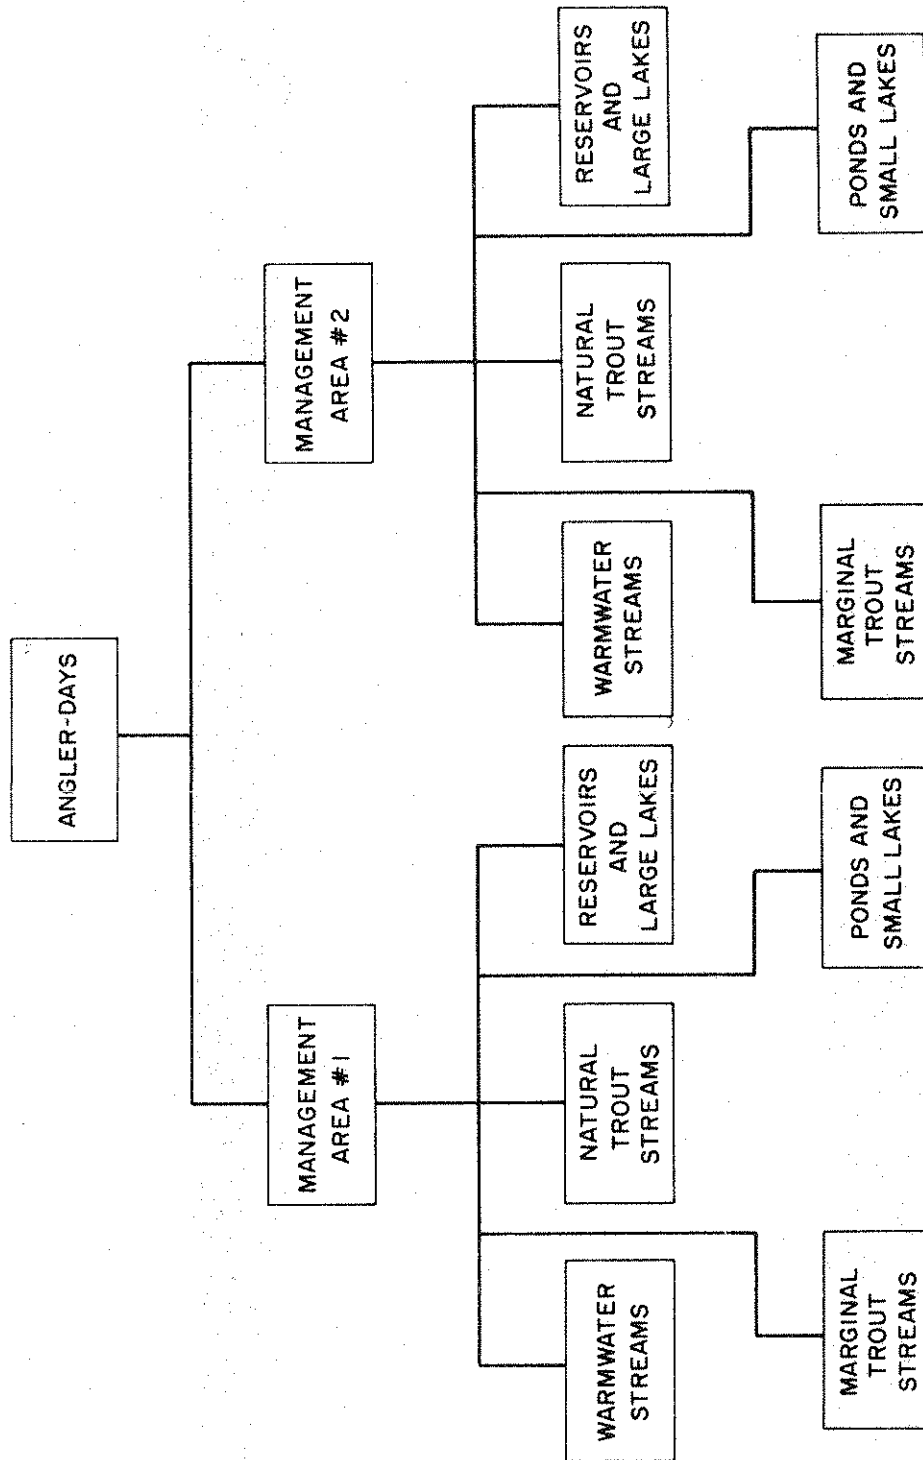 ANGLER-DAYS
MANAGEMENT
AREA #1
MANAGEMENT
AREA #2
WARMWATER
STREAMS
NATURAL
TROUT
STREAMS
RESERVOIRS
AND
LARGE LAKES
WARMWATER
STREAMS
NATURAL
TROUT
STREAMS
RESERVOIRS
AND
LARGE LAKES
MARGINAL
TROUT
STREAMS
PONDS AND
SMALL LAKES
MARGINAL
TROUT
STREAMS
PONDS AND
SMALL LAKES